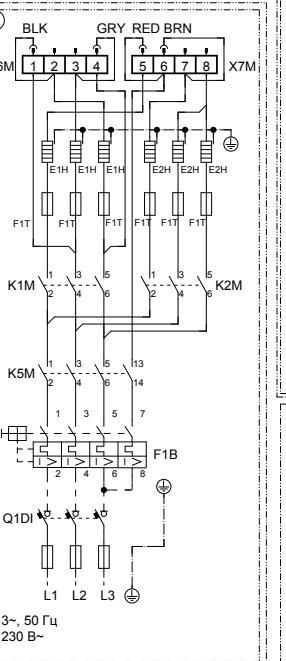 BLK GRY RED BRN
6M 1 2 3 4 5 6 7 8 X7M
E1H E1H E1H E2H E2H E2H
F1T F1T F1T F1T F1T F1T
1 3 5 1 3 5
K1M K2M
2 4 6 2 4 6
1 3 5 13
K5M
2 4 6 14
1 3 5 7
F1B
I> I> I> I>
2 4 6 8
Q1DI
L1 L2 L3
3~, 50 Гц
230 В~